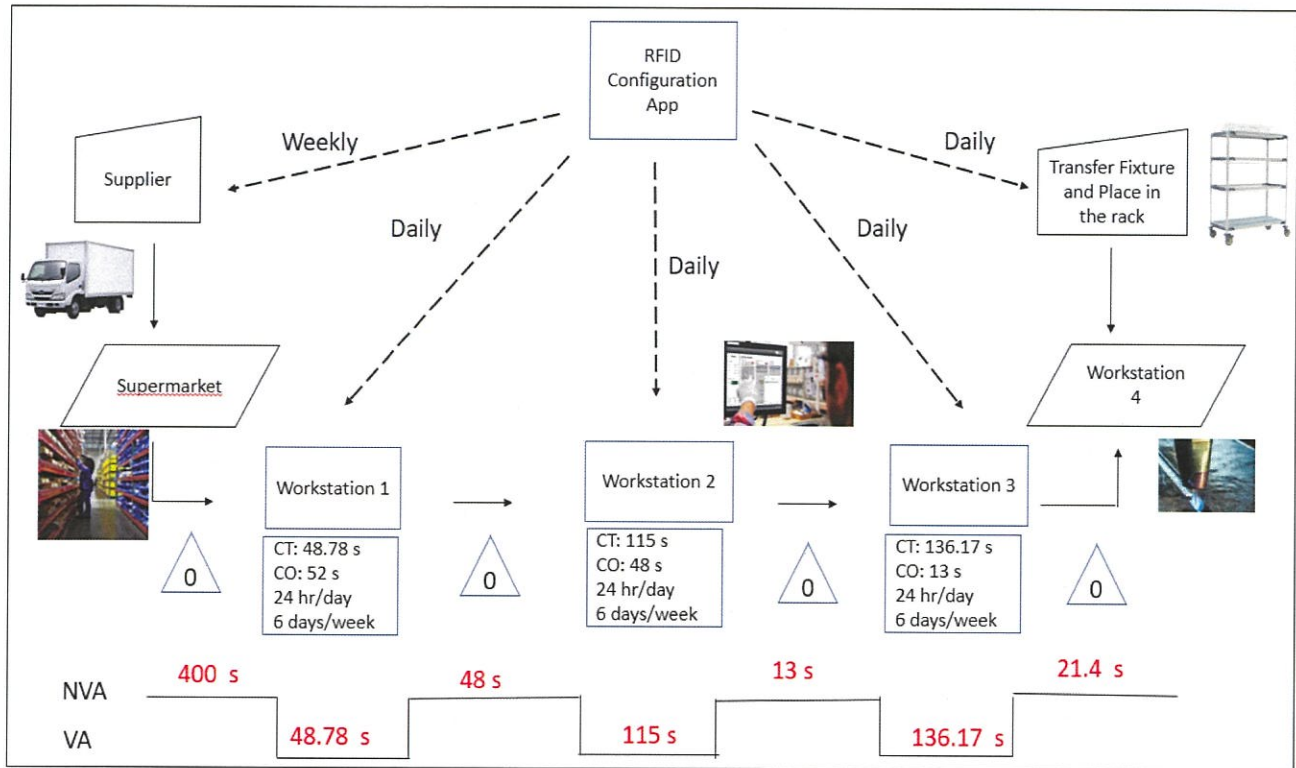 RFID
Configuration
App
Weekly
Daily
Supplier
Transfer Fixture
and Place in
the rack
Daily
Daily
Daily
Supermarket
Workstation
4
Workstation 1
Workstation 2
Workstation 3
0
CT: 48.78 s
CO: 52 s
24 hr/day
6 days/week
0
CT: 115 s
CO: 48 s
24 hr/day
6 days/week
0
CT: 136.17 s
CO: 13 s
24 hr/day
6 days/week
0
NVA
400 s
48 s
13 s
21.4 s
VA
48.78 s
115 s
136.17 s